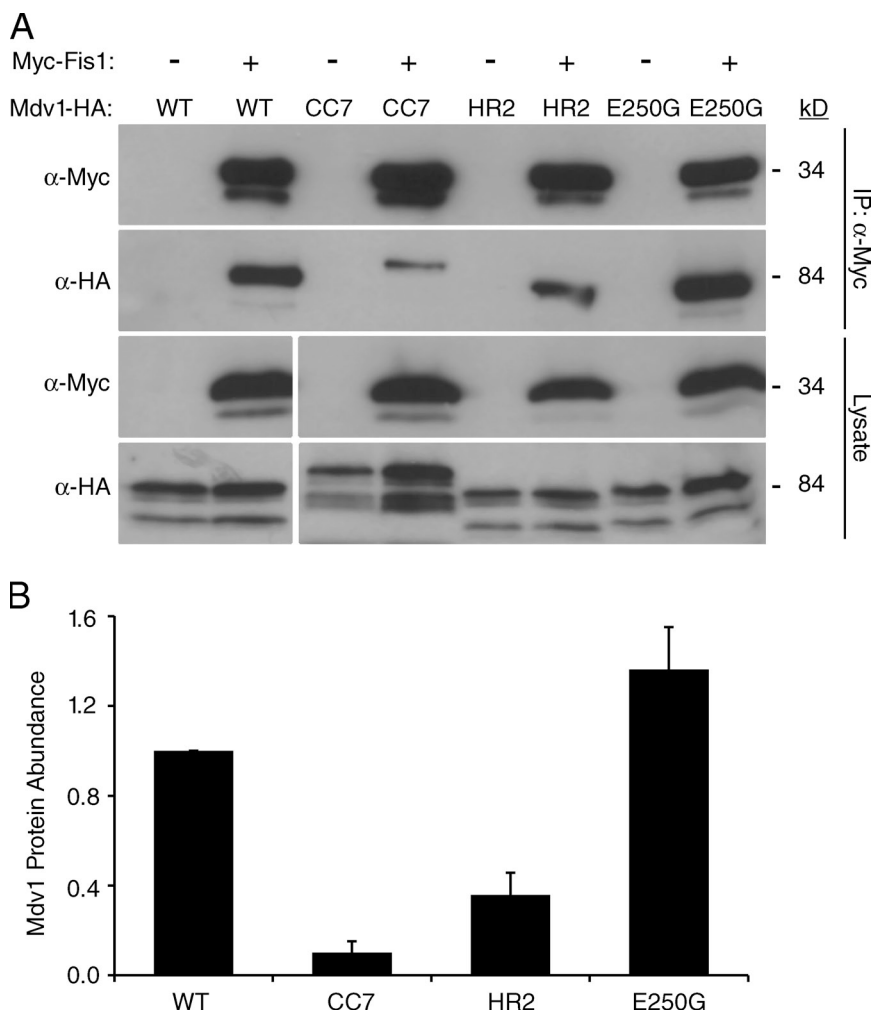 A
Myc-Fis1: - + - + - + - +
Mdv1-HA: WT WT CC7 CC7 HR2 HR2 E250G E250G kD
α-Myc - 34
α-HA - 84
IP: α-Myc
α-Myc - 34
α-HA - 84
Lysate
B
Mdv1 Protein Abundance
1.6
1.2
0.8
0.4
0.0
WT CC7 HR2 E250G